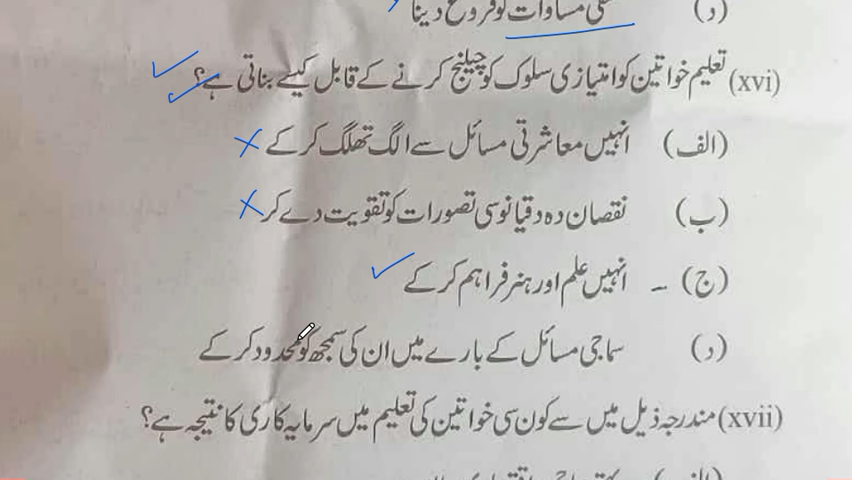 (د) صنفی مساوات کو فروغ دینا
(xvi) تعلیم خواتین کو امتیازی سلوک کو چیلنج کرنے کے قابل کیسے بناتی ہے؟
(الف) انہیں معاشرتی مسائل سے الگ تھلگ کر کے
(ب) نقصان دہ دقیانوسی تصورات کو تقویت دے کر
(ج) - انہیں علم اور ہنر فراہم کر کے
(د) سماجی مسائل کے بارے میں ان کی سمجھ کو محدود کر کے
(xvii) مندرجہ ذیل میں سے کون سی خواتین کی تعلیم میں سرمایہ کاری کا نتیجہ ہے؟